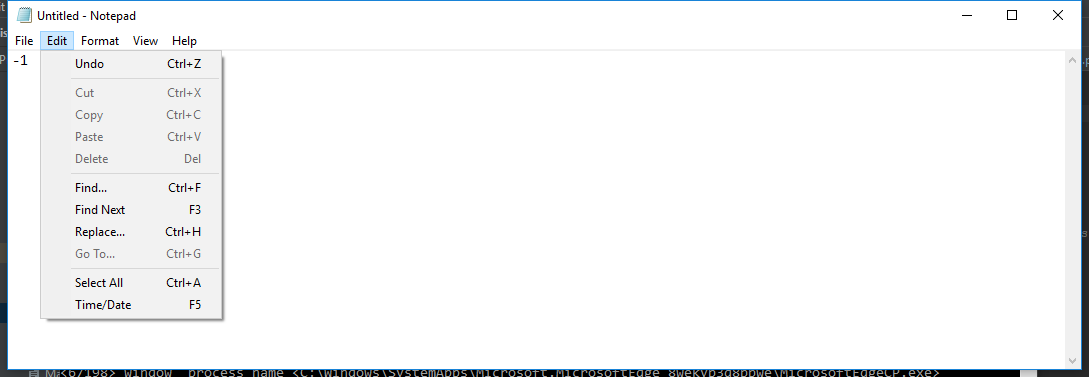 Untitled - Notepad
File Edit Format View Help
-1
Undo Ctrl+Z
Cut Ctrl+X
Copy Ctrl+C
Paste Ctrl+V
Delete Del
Find... Ctrl+F
Find Next F3
Replace... Ctrl+H
Go To... Ctrl+G
Select All Ctrl+A
Time/Date F5
<6/198> window process name <C:\Windows\SystemApps\Microsoft.MicrosoftEdge_8wekyb3d8bbwe\MicrosoftEdgeCP.exe>